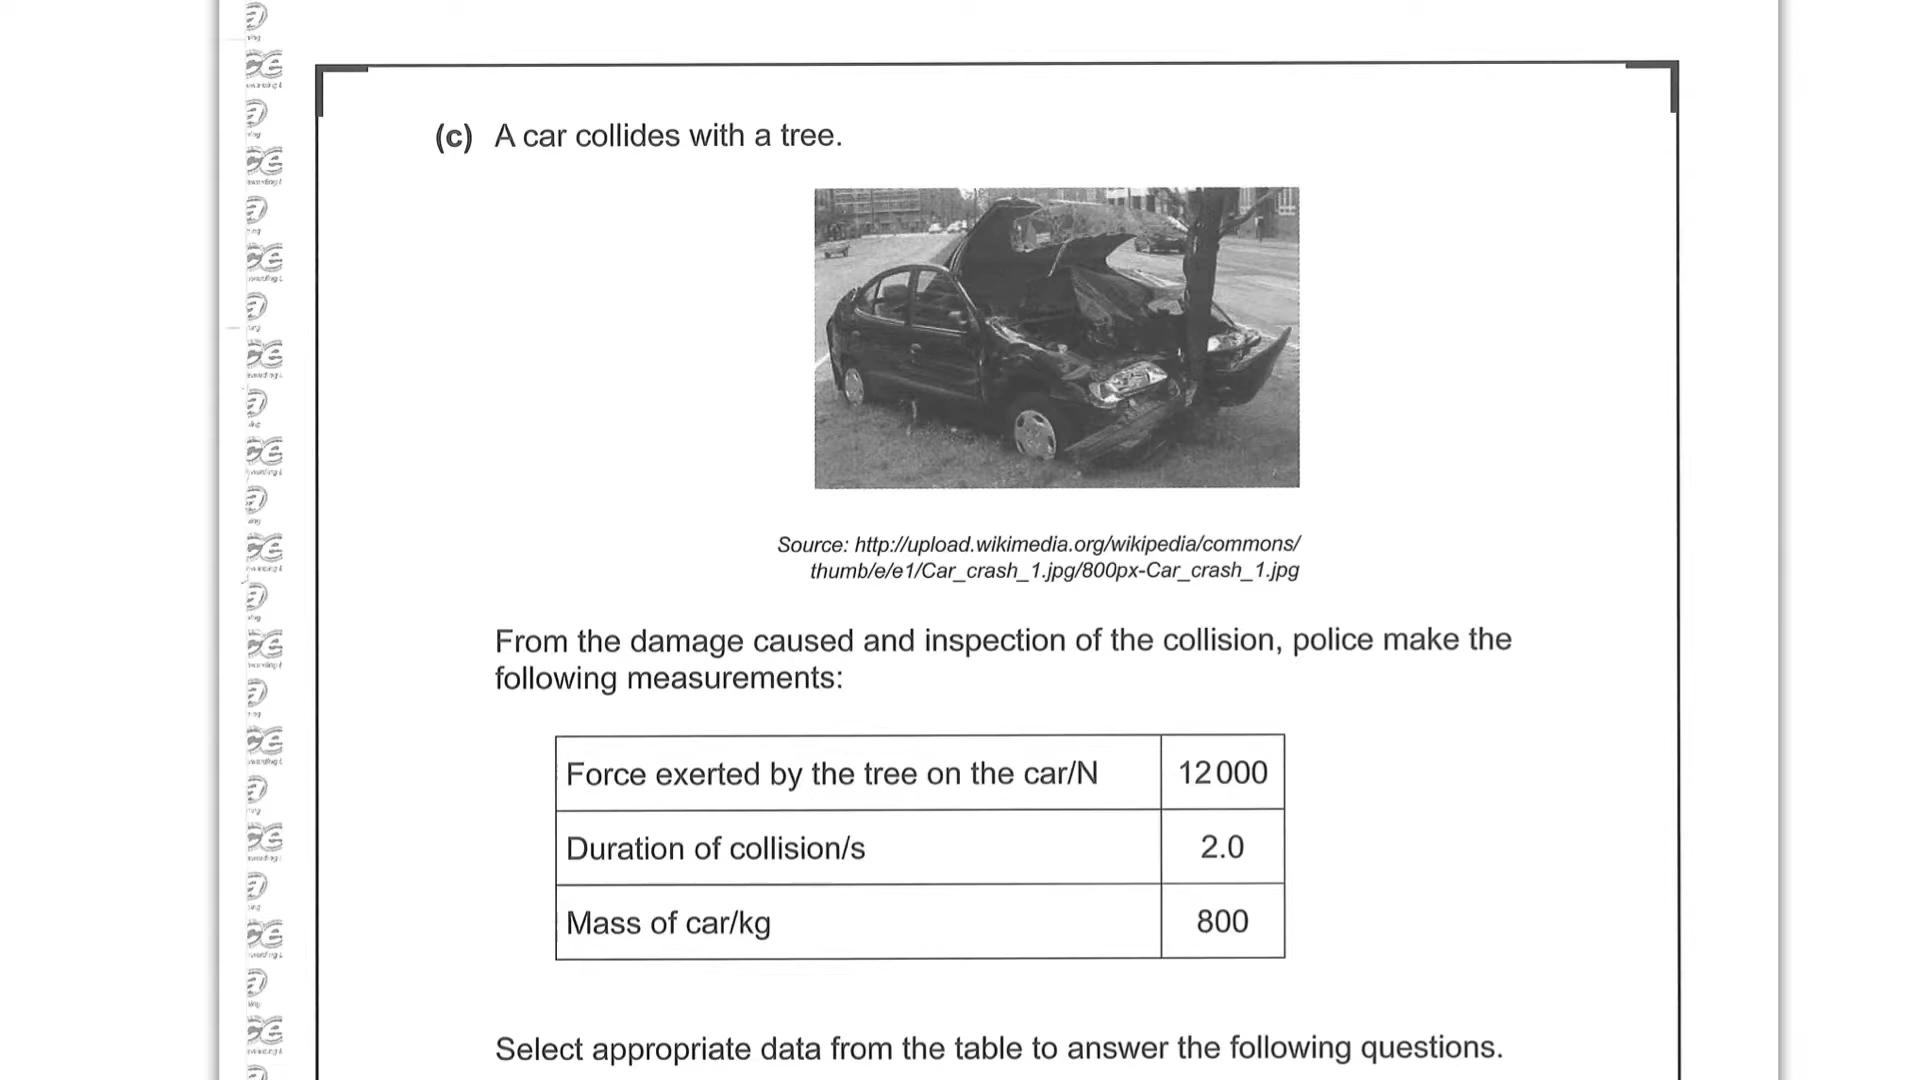 (c) A car collides with a tree.
Source: http://upload.wikimedia.org/wikipedia/commons/
thumb/e/e1/Car_crash_1.jpg/800px-Car_crash_1.jpg
From the damage caused and inspection of the collision, police make the
following measurements:
Force exerted by the tree on the car/N 12 000
Duration of collision/s 2.0
Mass of car/kg 800
Select appropriate data from the table to answer the following questions.